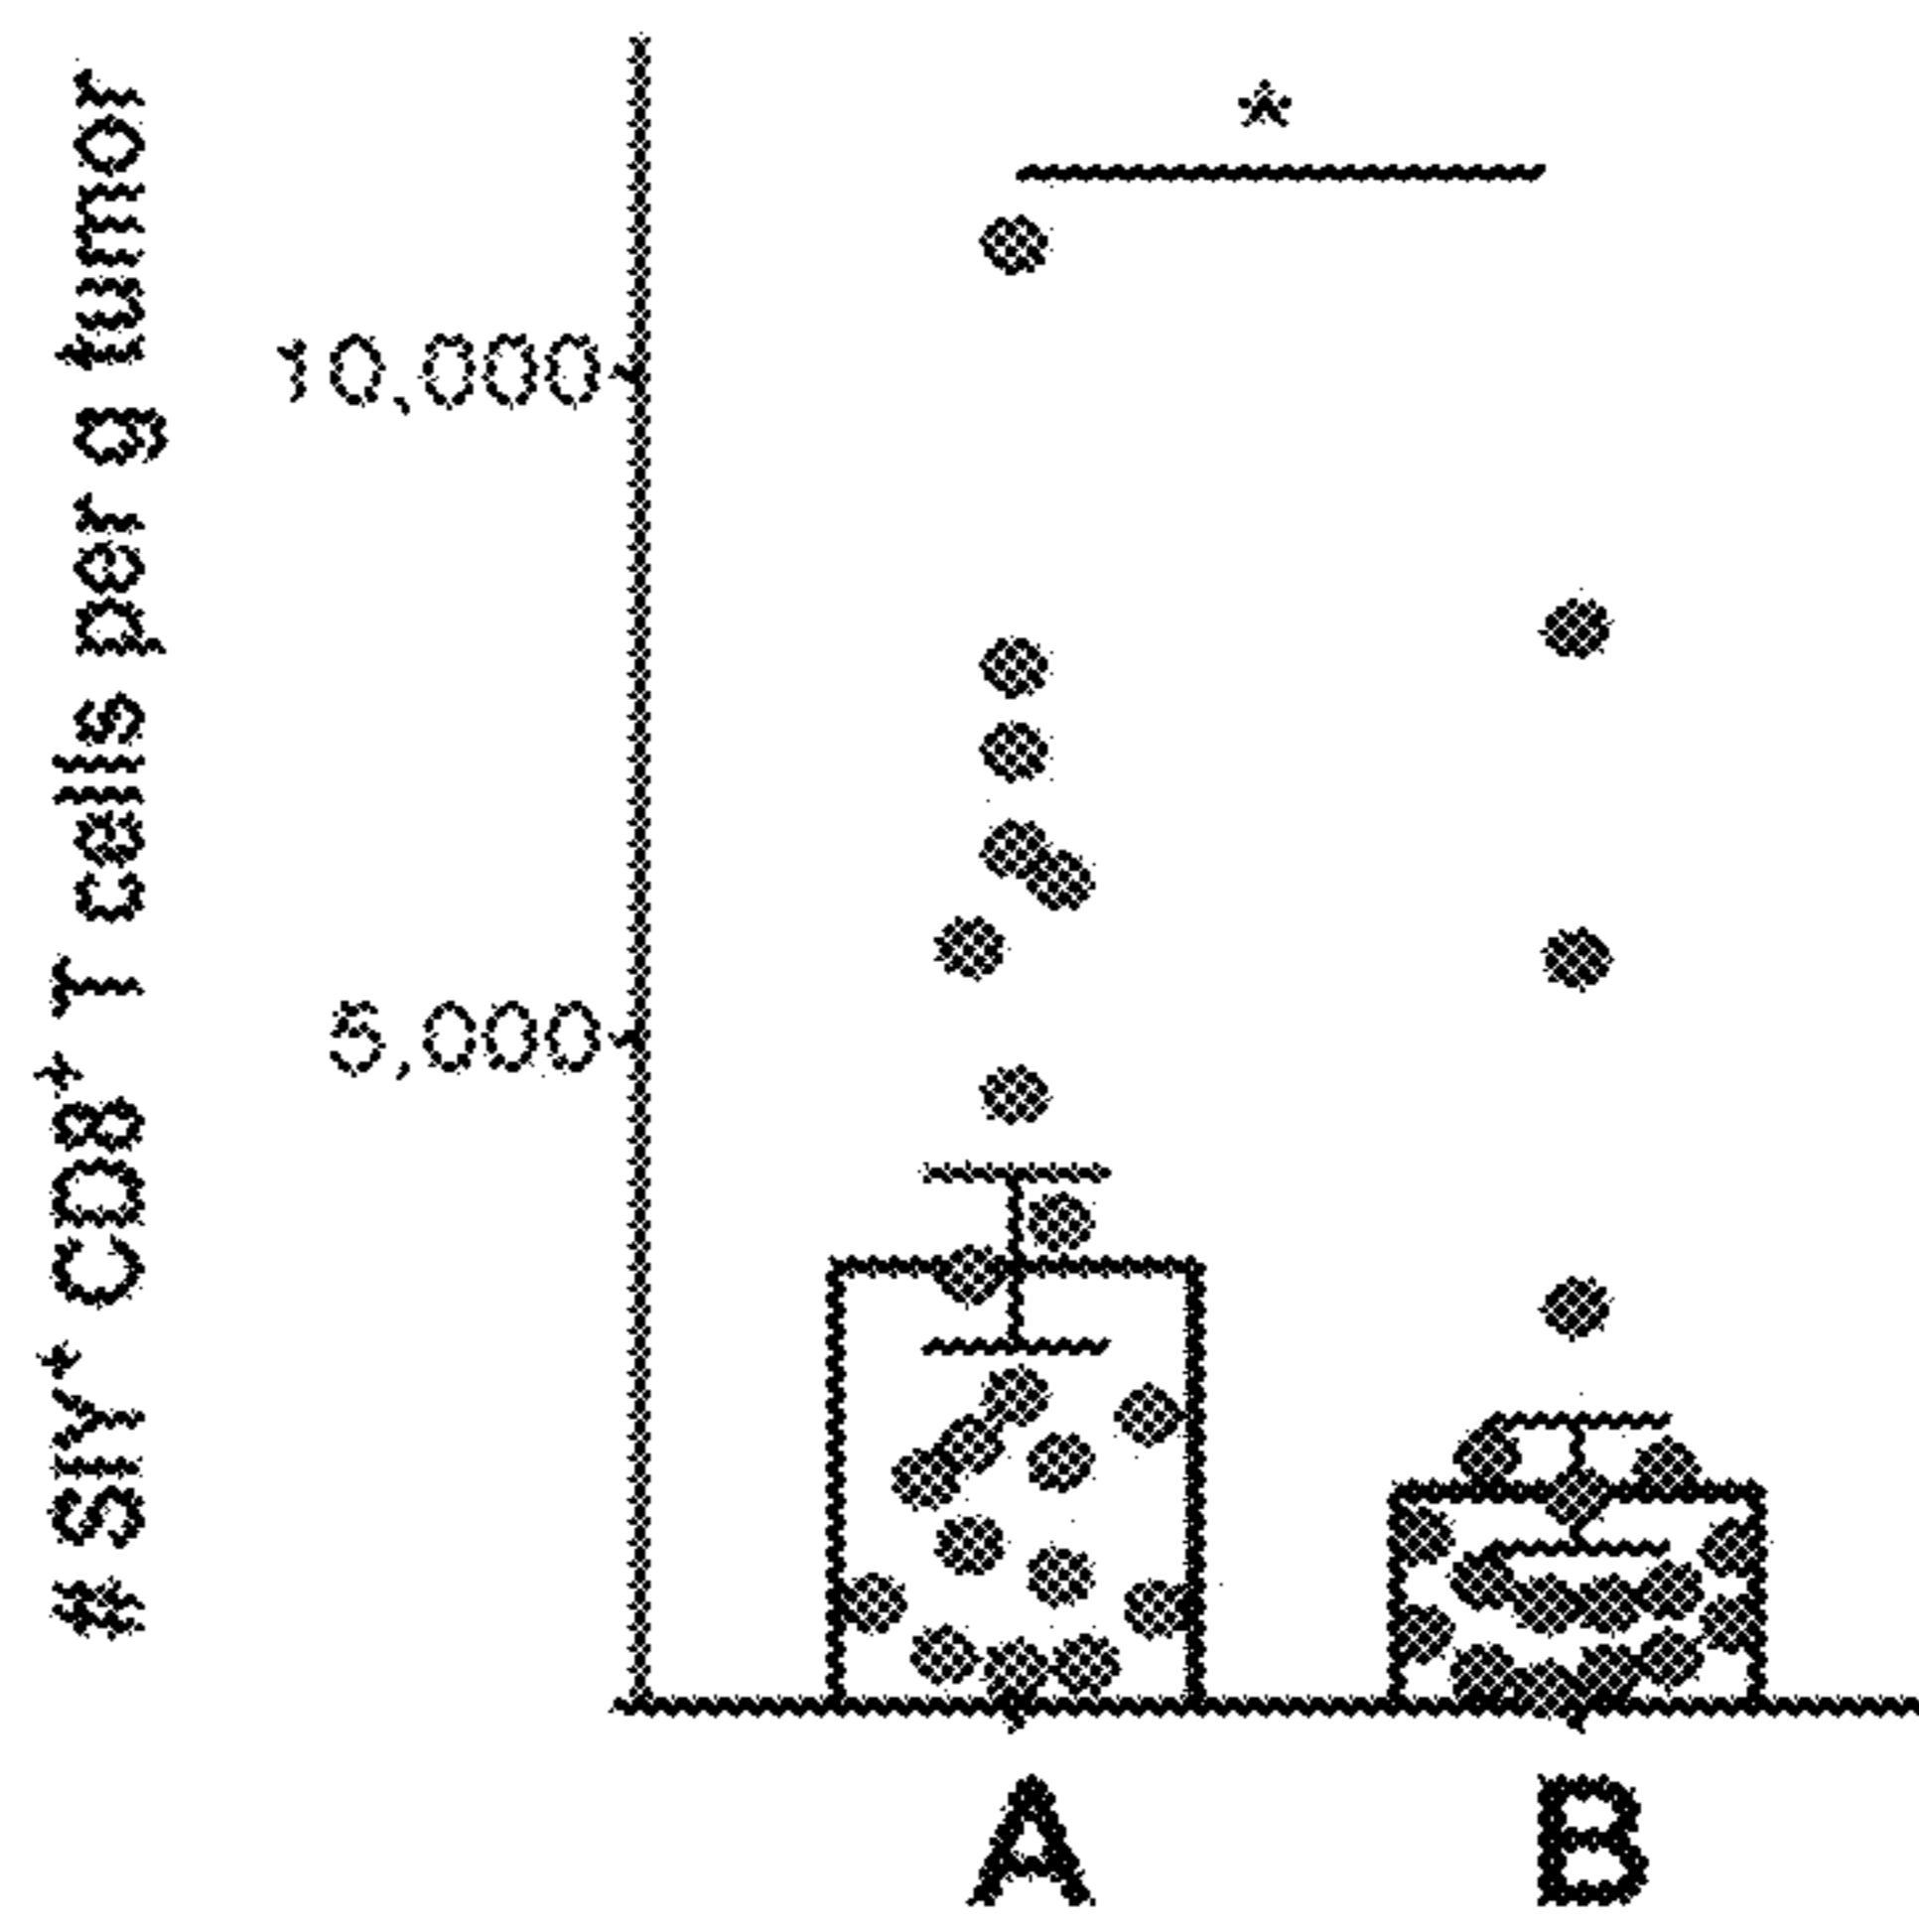 # SIY⁺ CD8⁺ T cells per g tumor
*
10,000
5,000
A
B